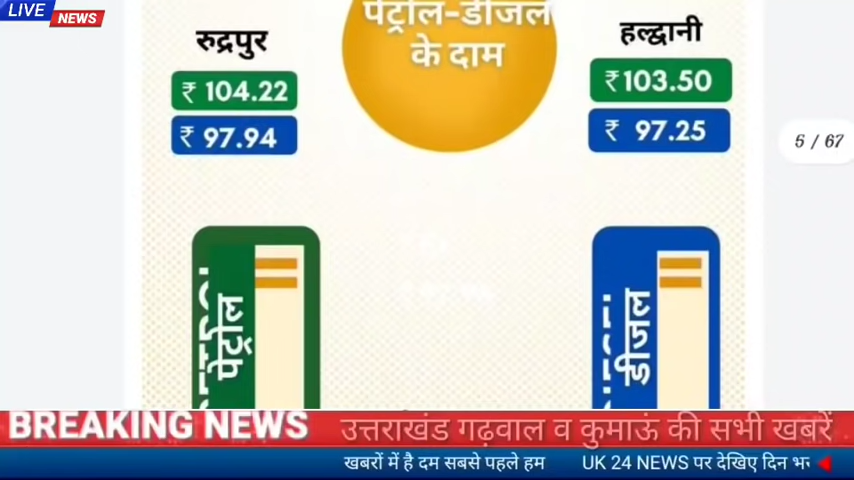 LIVE
NEWS
पेट्रोल-डीजल
के दाम
रुद्रपुर
₹ 104.22
₹ 97.94
हल्द्वानी
₹103.50
₹ 97.25
5 / 67
पेट्रोल
डीजल
BREAKING NEWS
उत्तराखंड गढ़वाल व कुमाऊं की सभी खबरें
खबरों में है दम सबसे पहले हम
UK 24 NEWS पर देखिए दिन